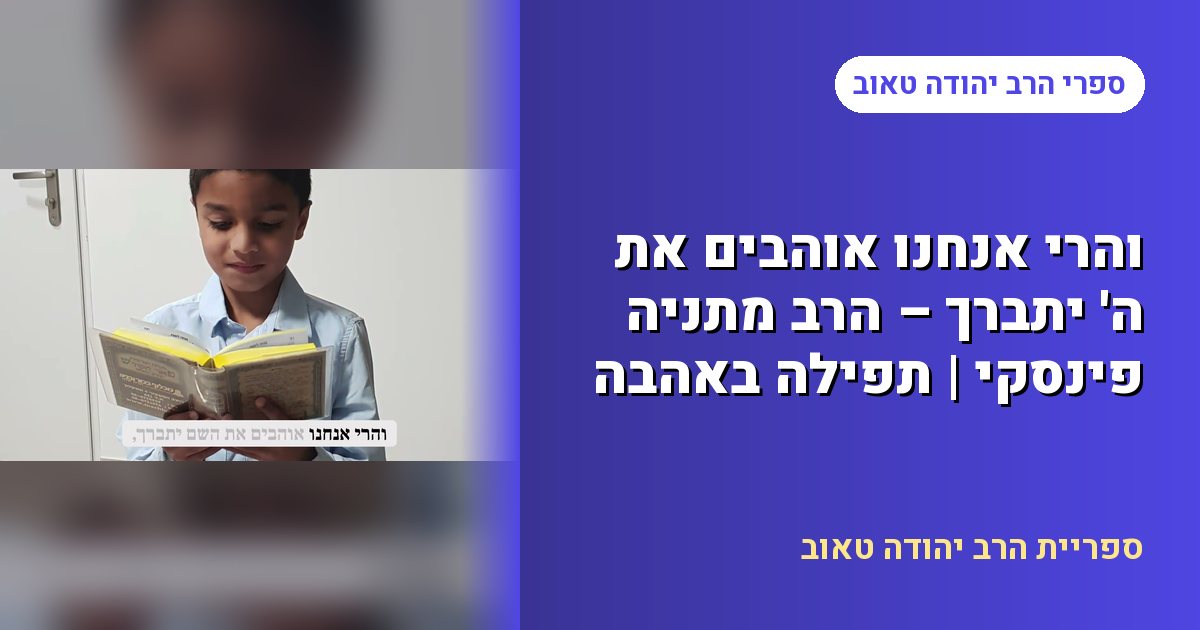 ספרי הרב יהודה טאוב
והרי אנחנו אוהבים את
ה' יתברך – הרב מתניה
פינסקי | תפילה באהבה
והרי אנחנו אוהבים את השם יתברך,
ספריית הרב יהודה טאוב